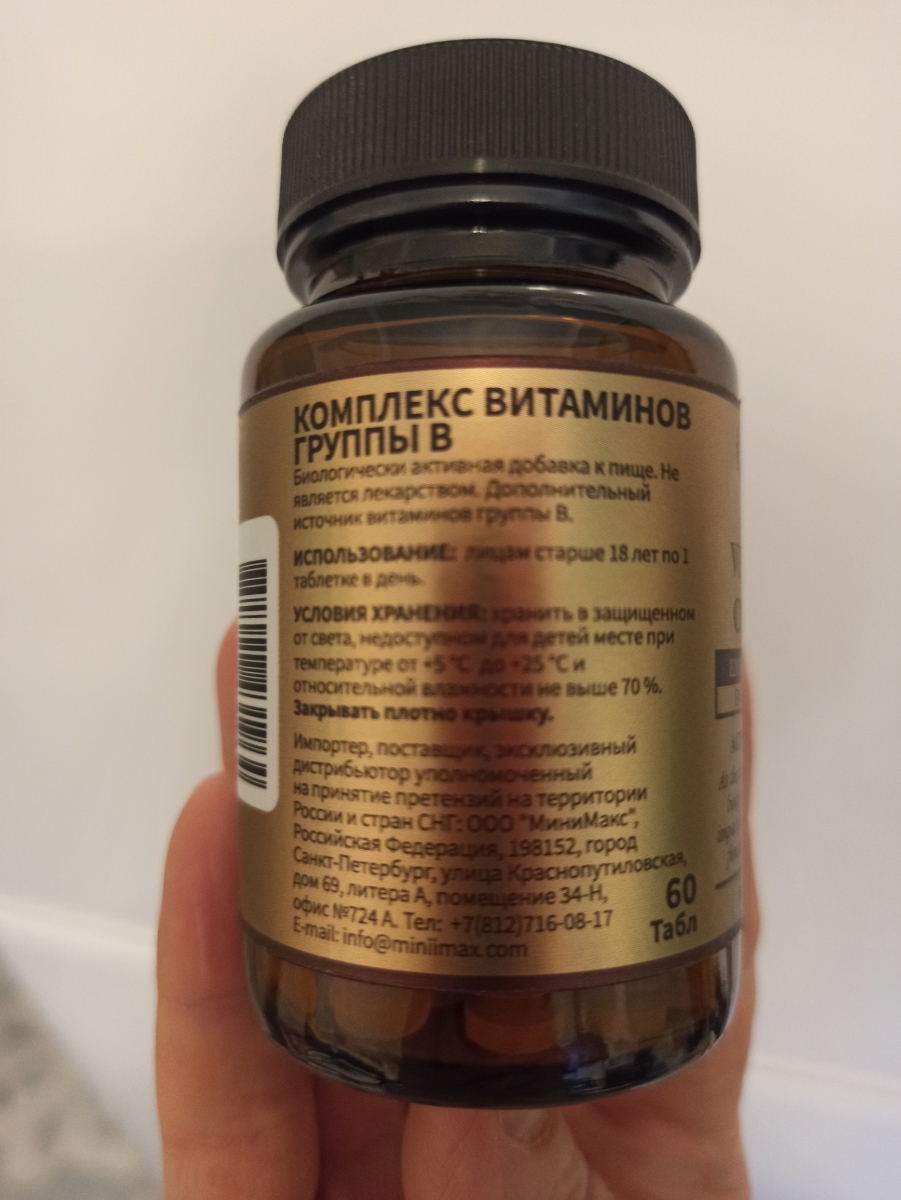 КОМПЛЕКС ВИТАМИНОВ
ГРУППЫ В
Биологически активная добавка к пище. Не
является лекарством. Дополнительный
источник витаминов группы В.
ИСПОЛЬЗОВАНИЕ: лицам старше 18 лет по 1
таблетке в день.
УСЛОВИЯ ХРАНЕНИЯ: хранить в защищенном
от света, недоступном для детей месте при
температуре от +5 °С до +25 °С и
относительной влажности не выше 70 %.
Закрывать плотно крышку.
Импортер, поставщик, эксклюзивный
дистрибьютор уполномоченный
на принятие претензий на территории
России и стран СНГ: ООО "МиниМакс",
Российская Федерация, 198152, город
Санкт-Петербург, улица Краснопутиловская,
дом 69, литера А, помещение 34-Н,
офис №724 А. Тел: +7(812)716-08-17
E-mail: info@miniimax.com
60
Табл